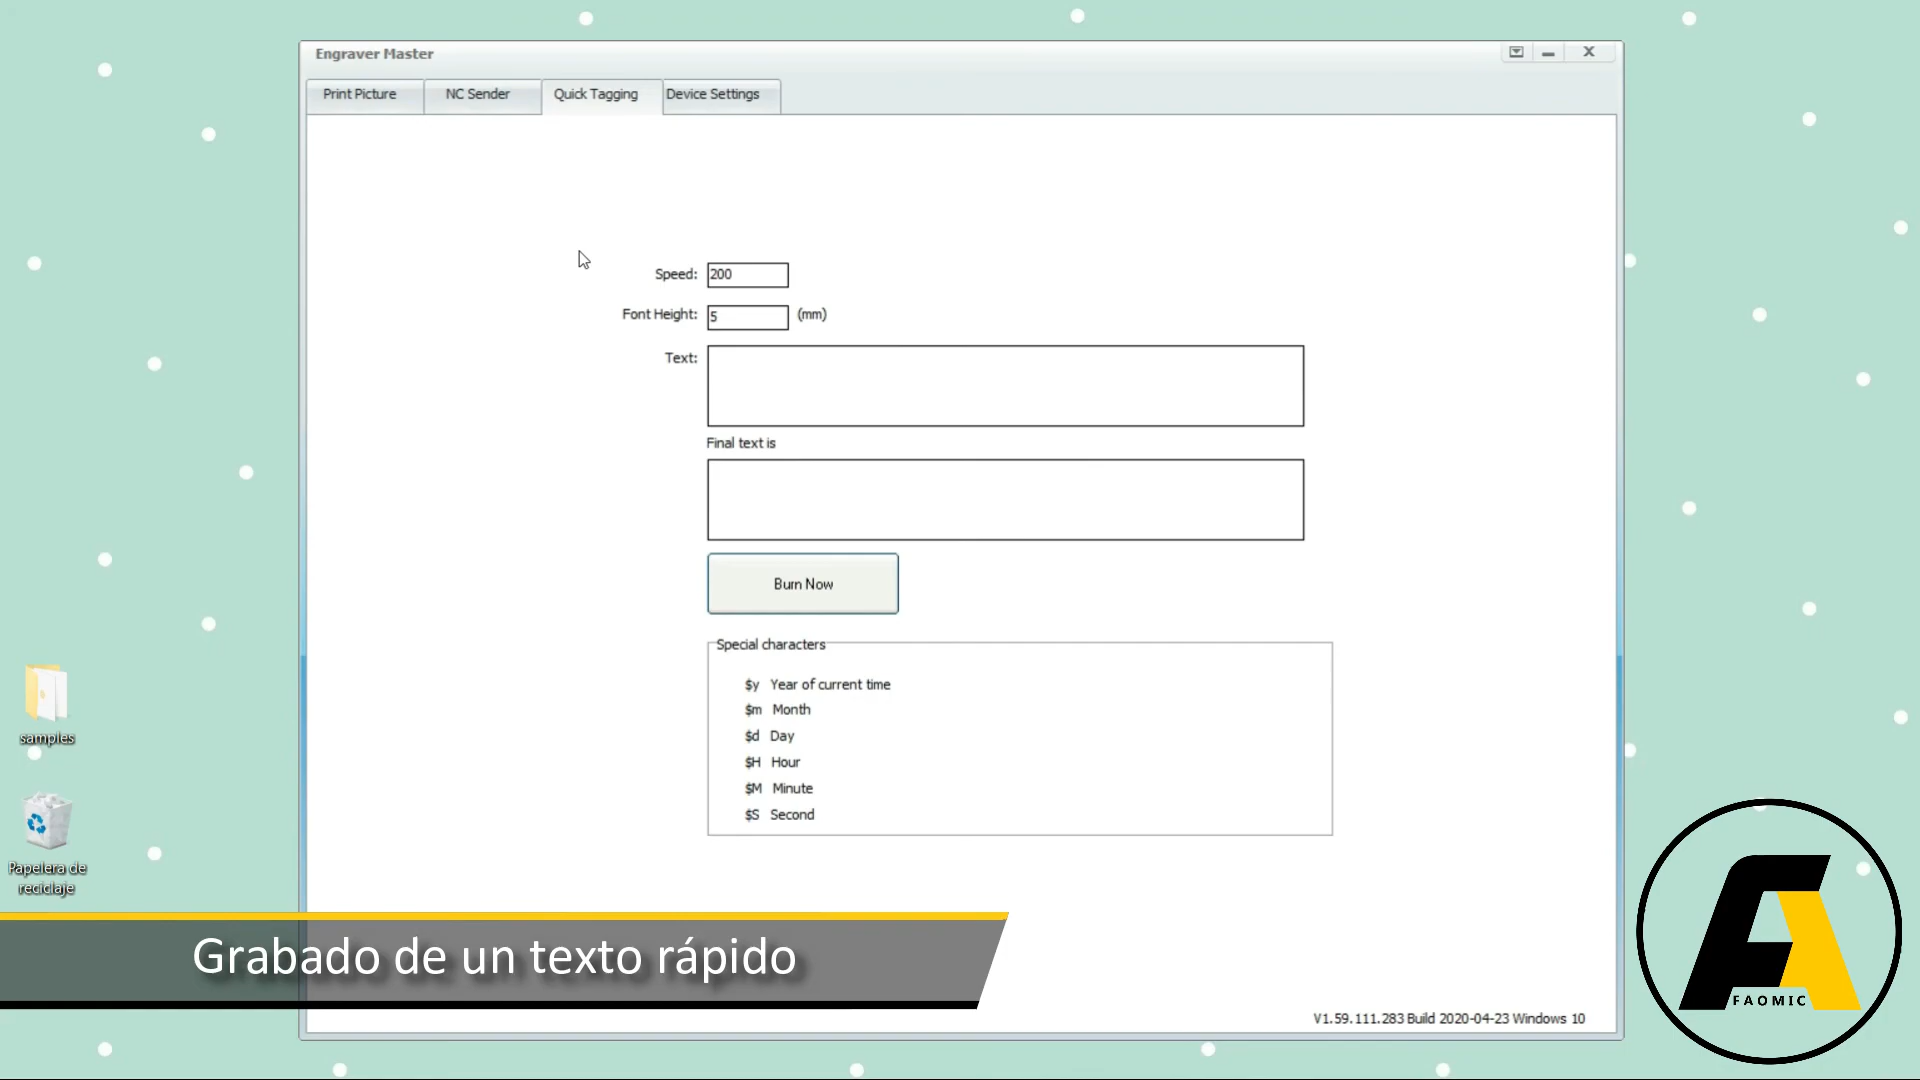 Engraver Master
Print Picture
NC Sender
Quick Tagging
Device Settings
Speed: 200
Font Height: 5 (mm)
Text:
Final text is
Burn Now
Special characters
$y Year of current time
$m Month
$d Day
$H Hour
$M Minute
$S Second
samples
Papelera de
reciclaje
Grabado de un texto rápido
V1.59.111.283 Build 2020-04-23 Windows 10
FA
FAOMIC